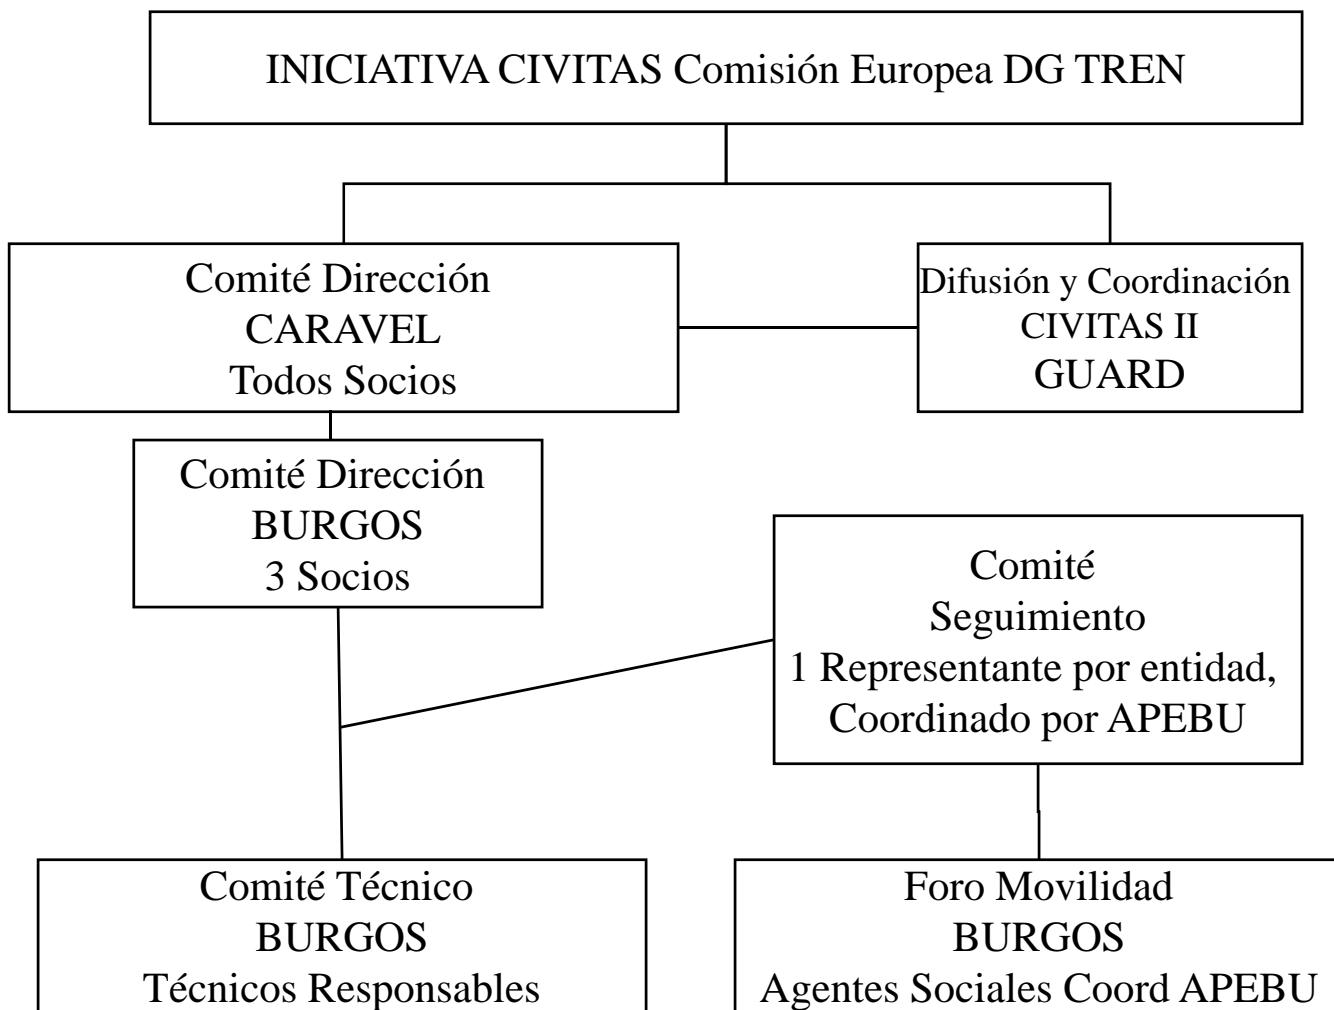 INICIATIVA CIVITAS Comisión Europea DG TREN
Comité Dirección
CARAVEL
Todos Socios
Difusión y Coordinación
CIVITAS II
GUARD
Comité Dirección
BURGOS
3 Socios
Comité
Seguimiento
1 Representante por entidad,
Coordinado por APEBU
Comité Técnico
BURGOS
Técnicos Responsables
Foro Movilidad
BURGOS
Agentes Sociales Coord APEBU